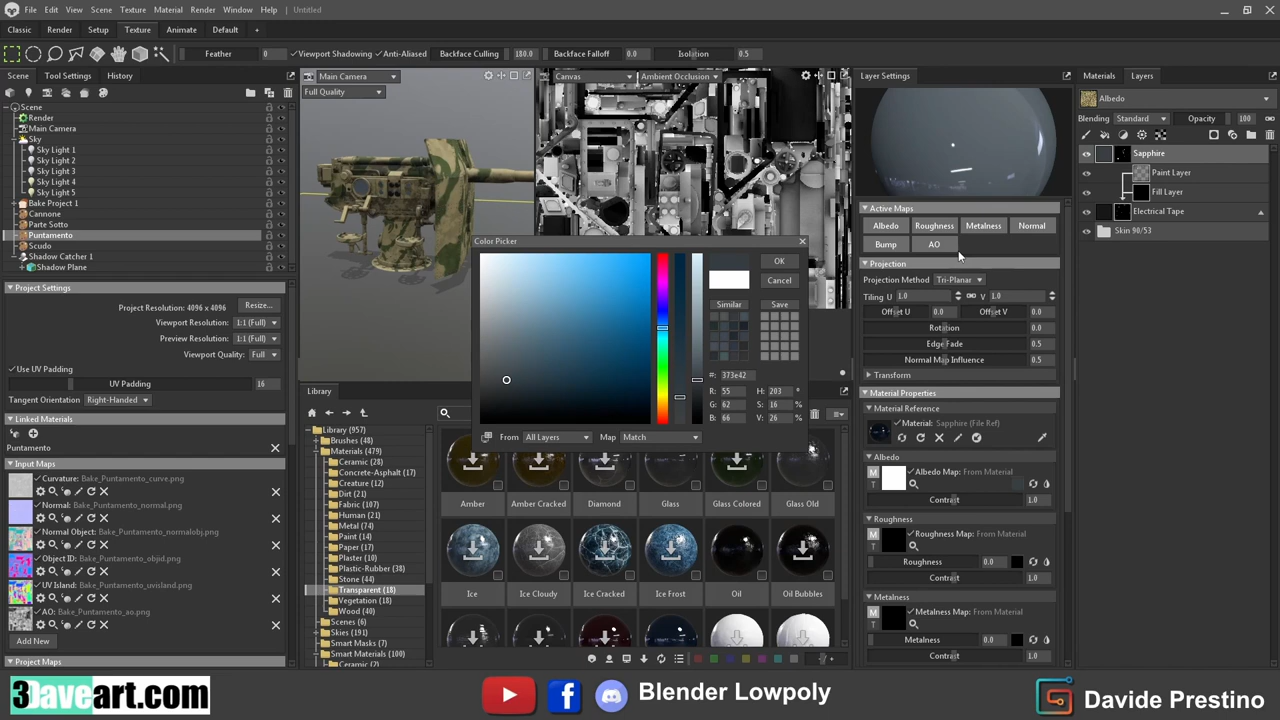 File Edit View Scene Texture Material Render Window Help Untitled
Classic Render Setup Texture Animate Default +
Feather 0 Viewport Shadowing Anti-Aliased Backface Culling 180.0 Backface Falloff 0.0 Isolation 0.5
Scene Tool Settings History
Main Camera
Full Quality
Canvas Ambient Occlusion
Layer Settings
Materials Layers
Scene
Render
Main Camera
Sky
Sky Light 1
Sky Light 2
Sky Light 3
Sky Light 4
Sky Light 5
Bake Project 1
Cannone
Parte Sotto
Puntamento
Scudo
Shadow Catcher 1
Shadow Plane
Project Settings
Project Resolution: 4096 x 4096 Resize...
Viewport Resolution: 1:1 (Full)
Preview Resolution: 1:1 (Full)
Viewport Quality: Full
Use UV Padding
UV Padding 16
Tangent Orientation Right-Handed
Linked Materials
Puntamento
Input Maps
Curvature: Bake_Puntamento_curve.png
Normal: Bake_Puntamento_normal.png
Normal Object: Bake_Puntamento_normalobj.png
Object ID: Bake_Puntamento_objid.png
UV Island: Bake_Puntamento_uvisland.png
AO: Bake_Puntamento_ao.png
Add New
Project Maps
Color Picker
OK
Cancel
Similar Save
#: 373e42
R: 55 H: 203 °
G: 62 S: 16 %
B: 66 V: 26 %
From All Layers Map Match
Library
Library (957)
Brushes (48)
Materials (479)
Ceramic (28)
Concrete-Asphalt (17)
Creature (12)
Dirt (21)
Fabric (107)
Human (21)
Metal (74)
Paint (14)
Paper (17)
Plaster (10)
Plastic-Rubber (38)
Stone (44)
Transparent (18)
Vegetation (18)
Wood (40)
Scenes (6)
Skies (191)
Smart Masks (7)
Smart Materials (100)
Ceramic (2)
Amber Amber Cracked Diamond Glass Glass Colored Glass Old
Ice Ice Cloudy Ice Cracked Ice Frost Oil Oil Bubbles
Active Maps
Albedo Roughness Metalness Normal
Bump AO
Projection
Projection Method Tri-Planar
Tiling U 1.0 V 1.0
Offset U 0.0 Offset V 0.0
Rotation 0.0
Edge Fade 0.5
Normal Map Influence 0.5
Transform
Material Properties
Material Reference
Material: Sapphire (File Ref)
Albedo
M Albedo Map: From Material
T
Contrast 1.0
Roughness
Roughness Map: From Material
Roughness 0.0
Contrast 1.0
Metalness
M Metalness Map: From Material
T
Metalness 0.0
Contrast 1.0
Albedo
Blending Standard Opacity 100
Sapphire
Paint Layer
Fill Layer
Electrical Tape
Skin 90/53
3Daveart.com
Blender Lowpoly
Davide Prestino